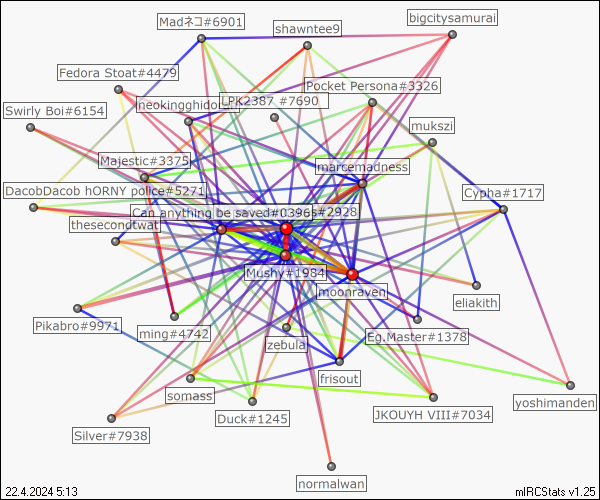 bigcitysamurai
Madネコ#6901
shawntee9
Fedora Stoat#4479
Pocket Persona#3326
LPK2387 #7690
neokingghido
Swirly Boi#6154
mukszi
Majestic#3375
marcemadness
DacobDacob hORNY police#5271
Cypha#1717
Can anything be saved#0396
#2928
thesecondtwat
Mushy#1984
moonraven
eliakith
Pikabro#9971
ming#4742
Eg.Master#1378
zebula
frisout
somass
yoshimanden
Duck#1245
JKOUYH VIII#7034
Silver#7938
normalwan
22.4.2024 5:13
mIRCStats v1.25